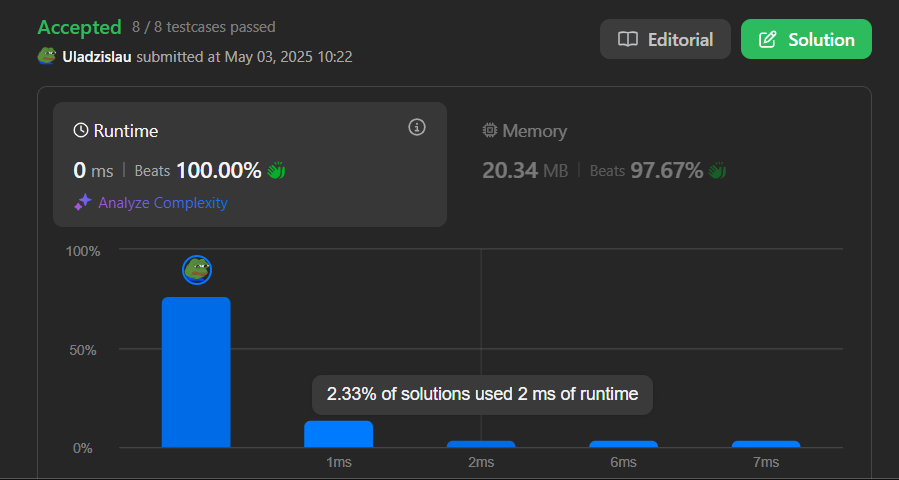 Accepted 8 / 8 testcases passed
Uladzislau submitted at May 03, 2025 10:22
Editorial
Solution
Runtime
0 ms | Beats 100.00%
Analyze Complexity
Memory
20.34 MB | Beats 97.67%
100%
50%
0%
2.33% of solutions used 2 ms of runtime
1ms 2ms 6ms 7ms